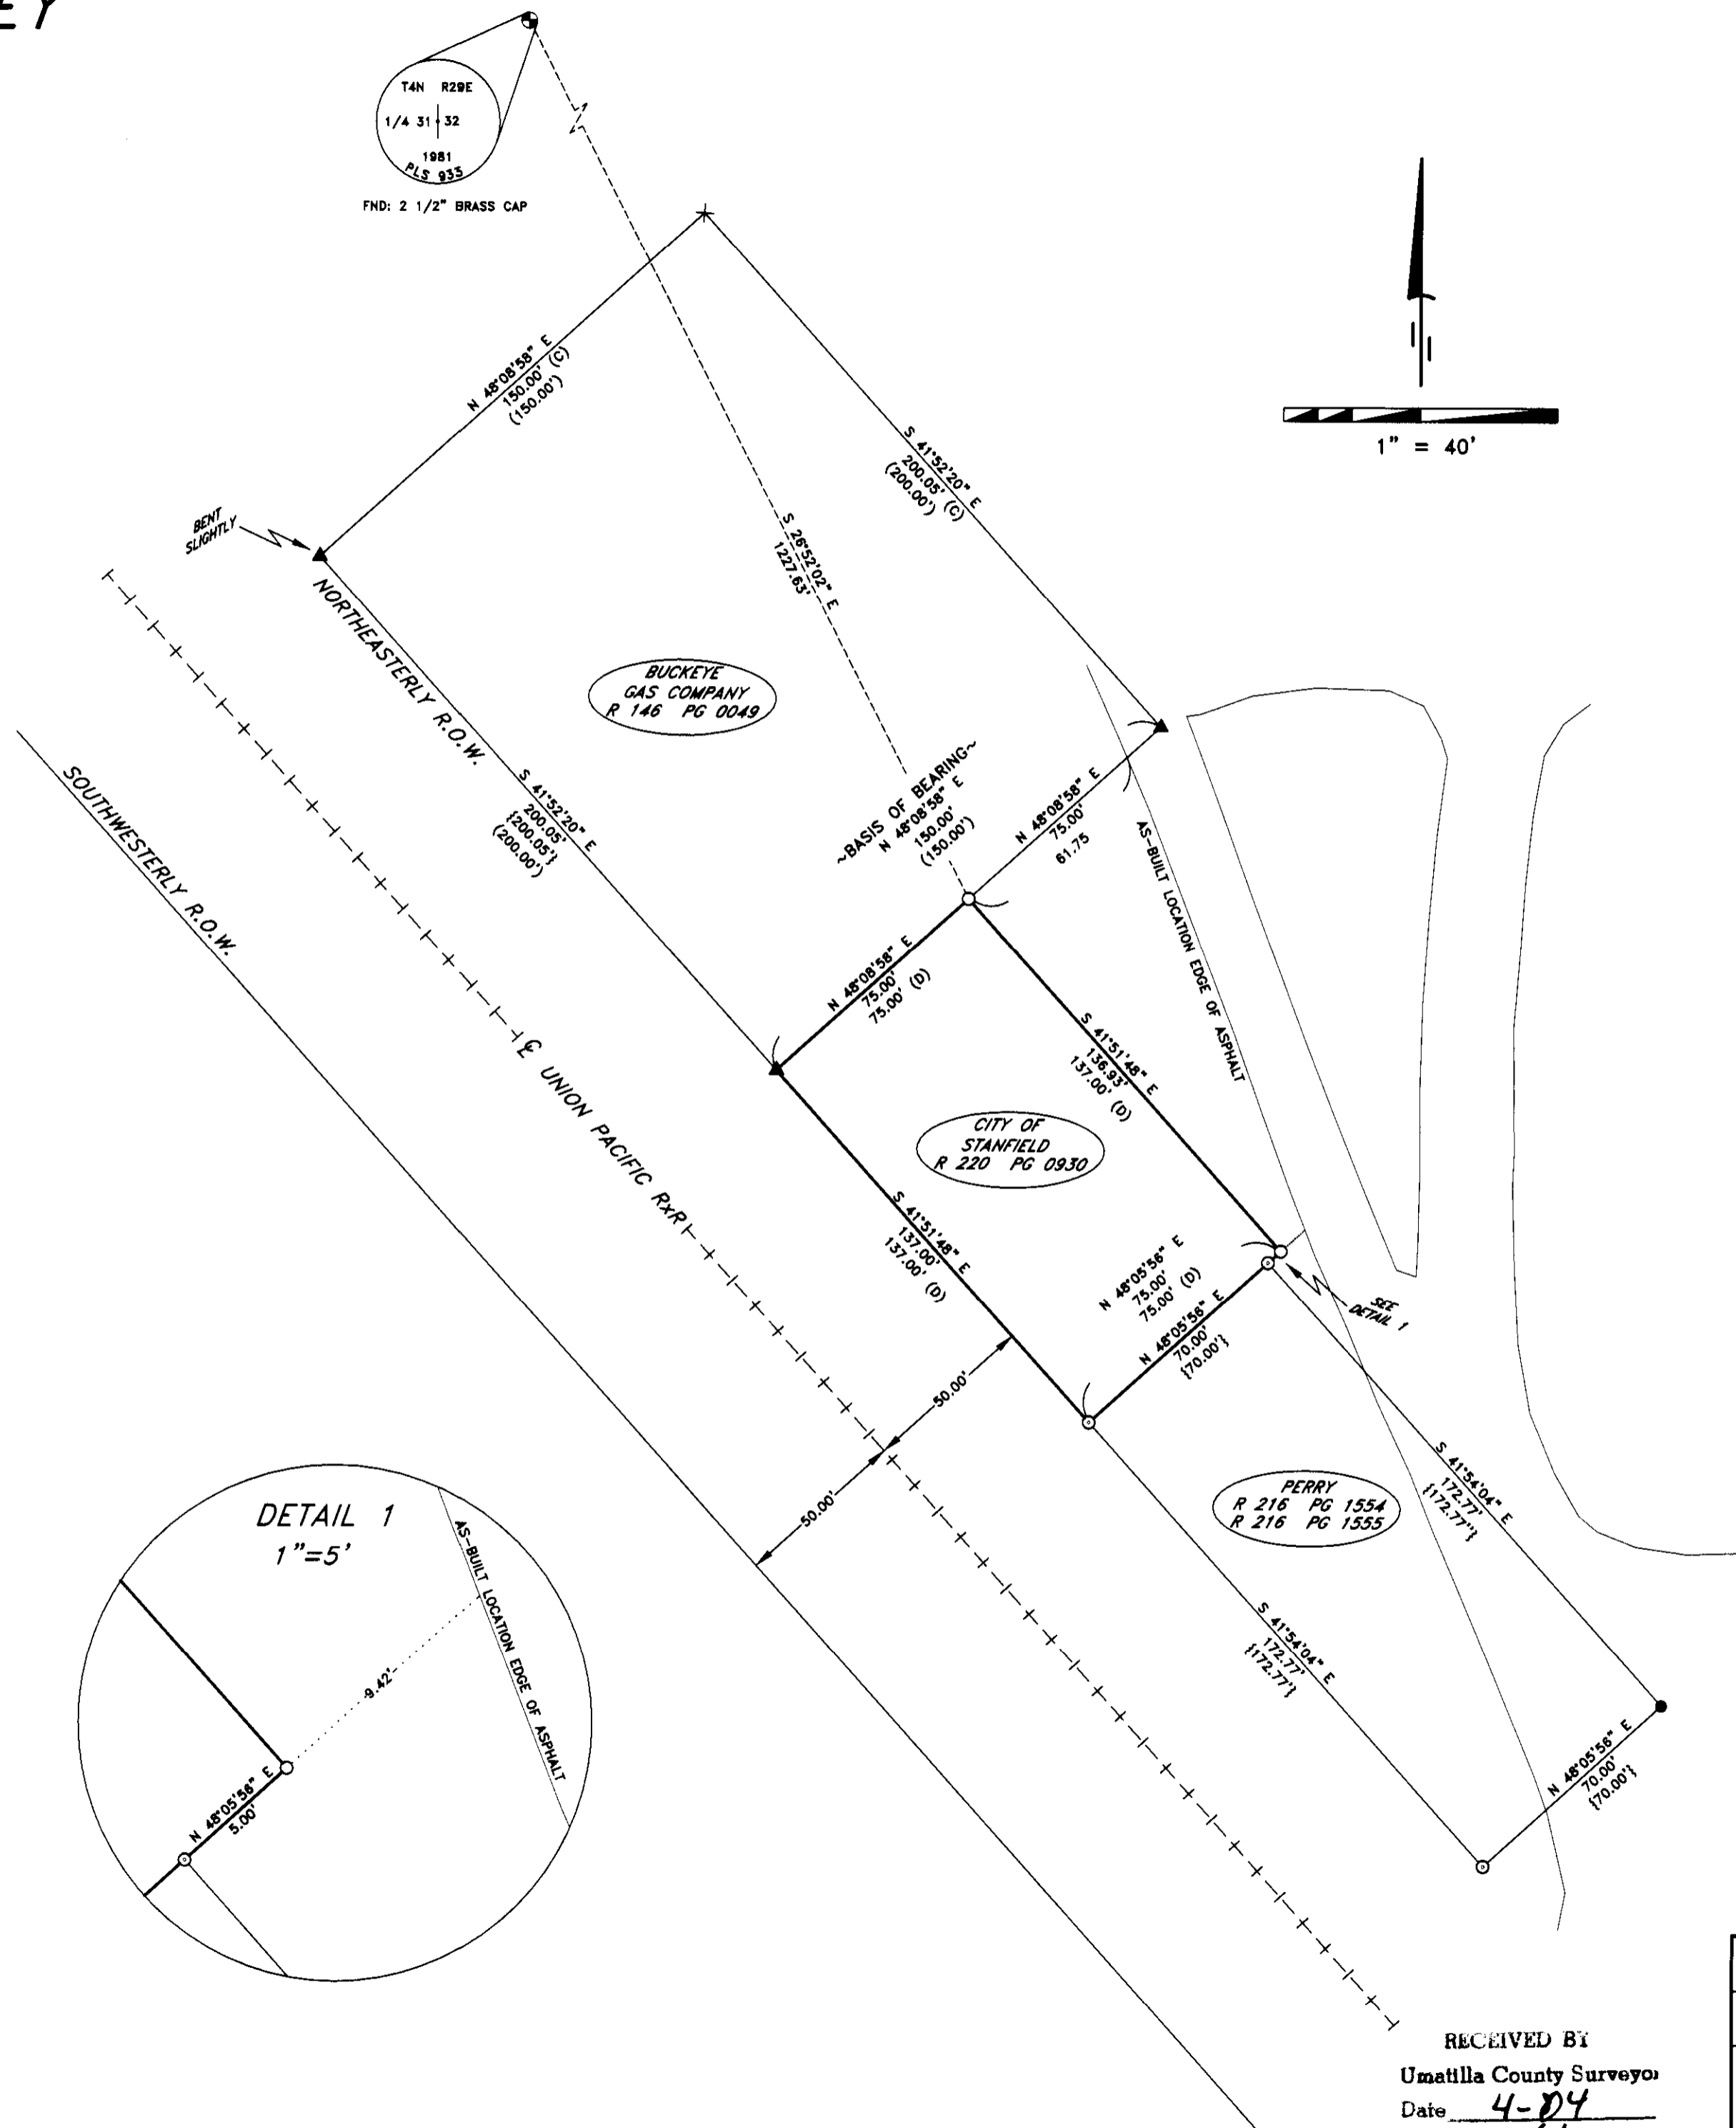 EY
T4N R29E
1/4 31 32
1981
PLS 933
FND: 2 1/2" BRASS CAP
N 48°08'58" E
150.00' (C)
(150.00')
S 41°52'20" E
200.05' (C)
(200.00')
1" = 40'
BENT
SLIGHTLY
NORTHEASTERLY R.O.W.
S 26°52'02" E
1227.63'
BUCKEYE
GAS COMPANY
R 146 PG 0049
SOUTHWESTERLY R.O.W.
S 41°52'20" E
200.05'
{200.05'}
(200.00')
~BASIS OF BEARING~
N 48°08'58" E
150.00'
(150.00')
N 48°08'58" E
75.00'
61.75
AS-BUILT LOCATION EDGE OF ASPHALT
N 48°08'58" E
75.00'
75.00' (D)
S 41°51'48" E
136.93'
137.00' (D)
℄ UNION PACIFIC RxR
CITY OF
STANFIELD
R 220 PG 0930
S 41°51'48" E
137.00'
137.00' (D)
N 48°05'56" E
75.00'
75.00' (D)
N 48°05'56" E
70.00'
{70.00'}
SEE
DETAIL 1
50.00'
50.00'
PERRY
R 216 PG 1554
R 216 PG 1555
S 41°54'04" E
172.77'
{172.77'}
S 41°54'04" E
172.77'
{172.77'}
N 48°05'56" E
70.00'
{70.00'}
DETAIL 1
1"=5'
AS-BUILT LOCATION EDGE OF ASPHALT
9.42'
N 48°05'56" E
5.00'
RECEIVED BY
Umatilla County Surveyor
Date 4-04